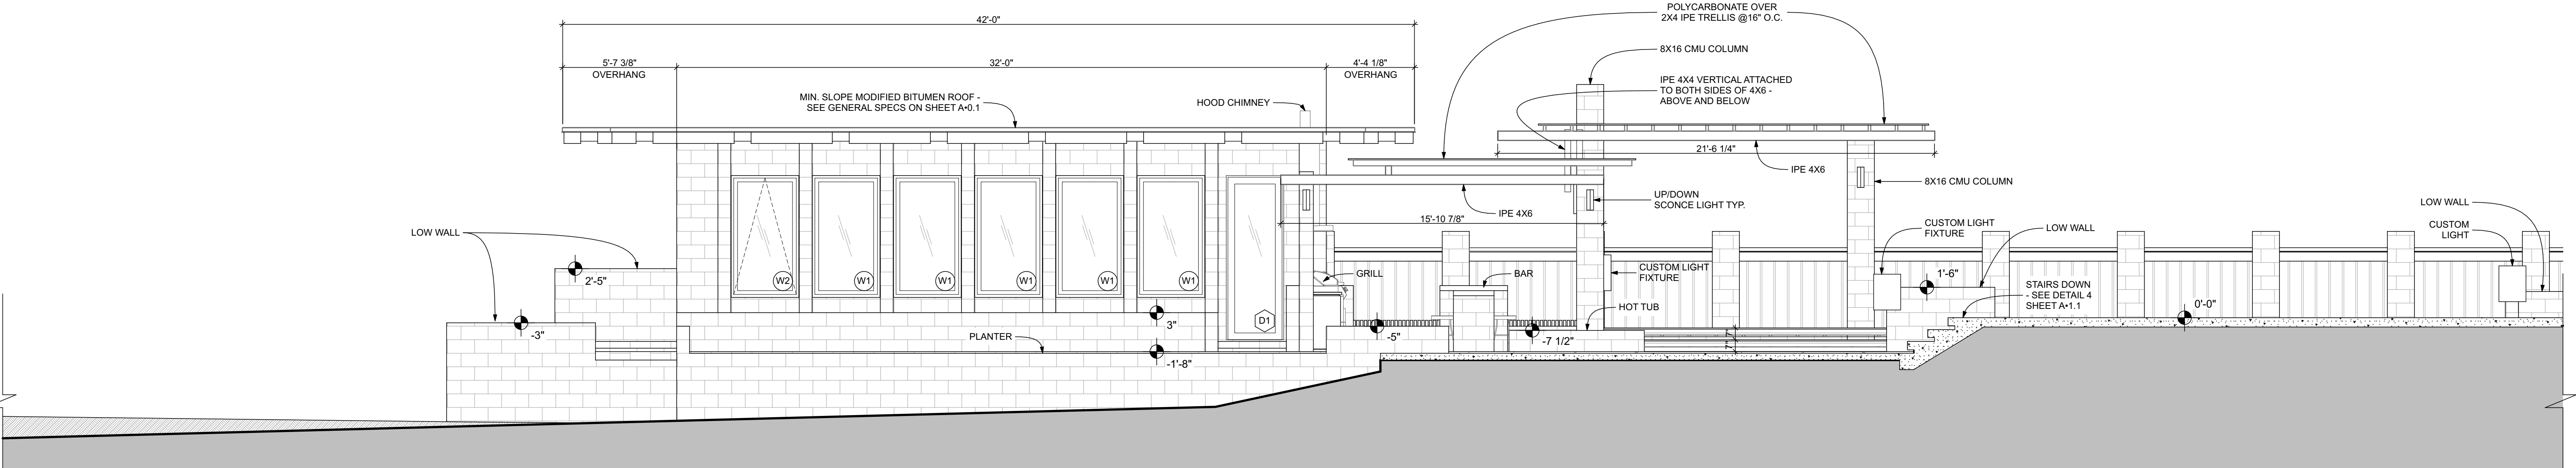 42'-0"
5'-7 3/8"
OVERHANG
32'-0"
4'-4 1/8"
OVERHANG
MIN. SLOPE MODIFIED BITUMEN ROOF -
SEE GENERAL SPECS ON SHEET A•0.1
HOOD CHIMNEY
POLYCARBONATE OVER
2X4 IPE TRELLIS @16" O.C.
8X16 CMU COLUMN
IPE 4X4 VERTICAL ATTACHED
TO BOTH SIDES OF 4X6 -
ABOVE AND BELOW
21'-6 1/4"
IPE 4X6
8X16 CMU COLUMN
UP/DOWN
SCONCE LIGHT TYP.
IPE 4X6
15'-10 7/8"
LOW WALL
2'-5"
-3"
W2
W1
W1
W1
W1
W1
D1
3"
PLANTER
-1'-8"
GRILL
BAR
-5"
-7 1/2"
CUSTOM LIGHT
FIXTURE
HOT TUB
7"
7"
CUSTOM LIGHT
FIXTURE
LOW WALL
1'-6"
STAIRS DOWN
- SEE DETAIL 4
SHEET A•1.1
0'-0"
LOW WALL
CUSTOM
LIGHT